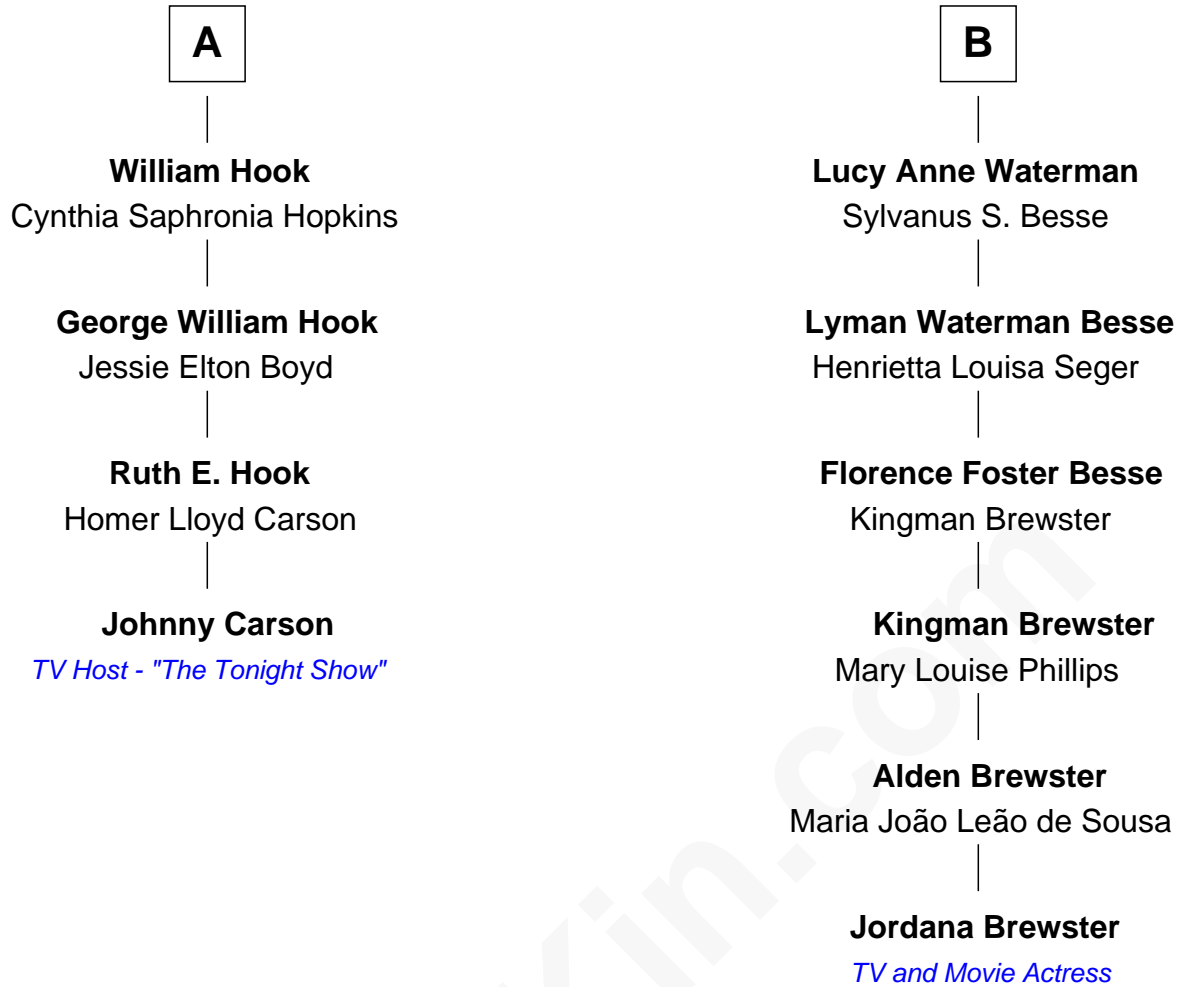 A
William Hook
Cynthia Saphronia Hopkins
George William Hook
Jessie Elton Boyd
Ruth E. Hook
Homer Lloyd Carson
Johnny Carson
TV Host - "The Tonight Show"
B
Lucy Anne Waterman
Sylvanus S. Besse
Lyman Waterman Besse
Henrietta Louisa Seger
Florence Foster Besse
Kingman Brewster
Kingman Brewster
Mary Louise Phillips
Alden Brewster
Maria João Leão de Sousa
Jordana Brewster
TV and Movie Actress
Kin.com